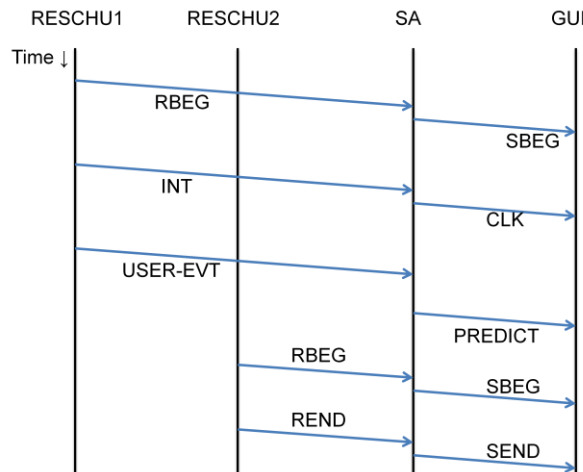 RESCHU1 RESCHU2 SA GUI
Time ↓
RBEG
SBEG
INT
CLK
USER-EVT
PREDICT
RBEG
SBEG
REND
SEND